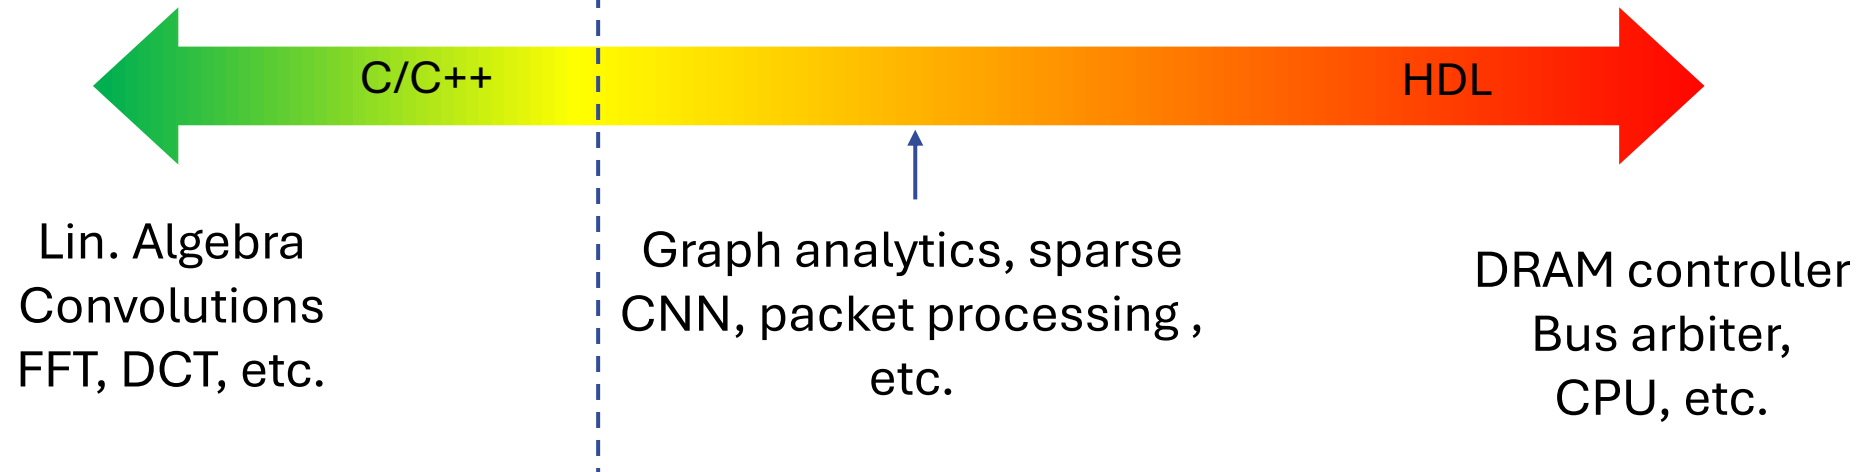 C/C++
HDL
Lin. Algebra
Convolutions
FFT, DCT, etc.
Graph analytics, sparse
CNN, packet processing ,
etc.
DRAM controller
Bus arbiter,
CPU, etc.